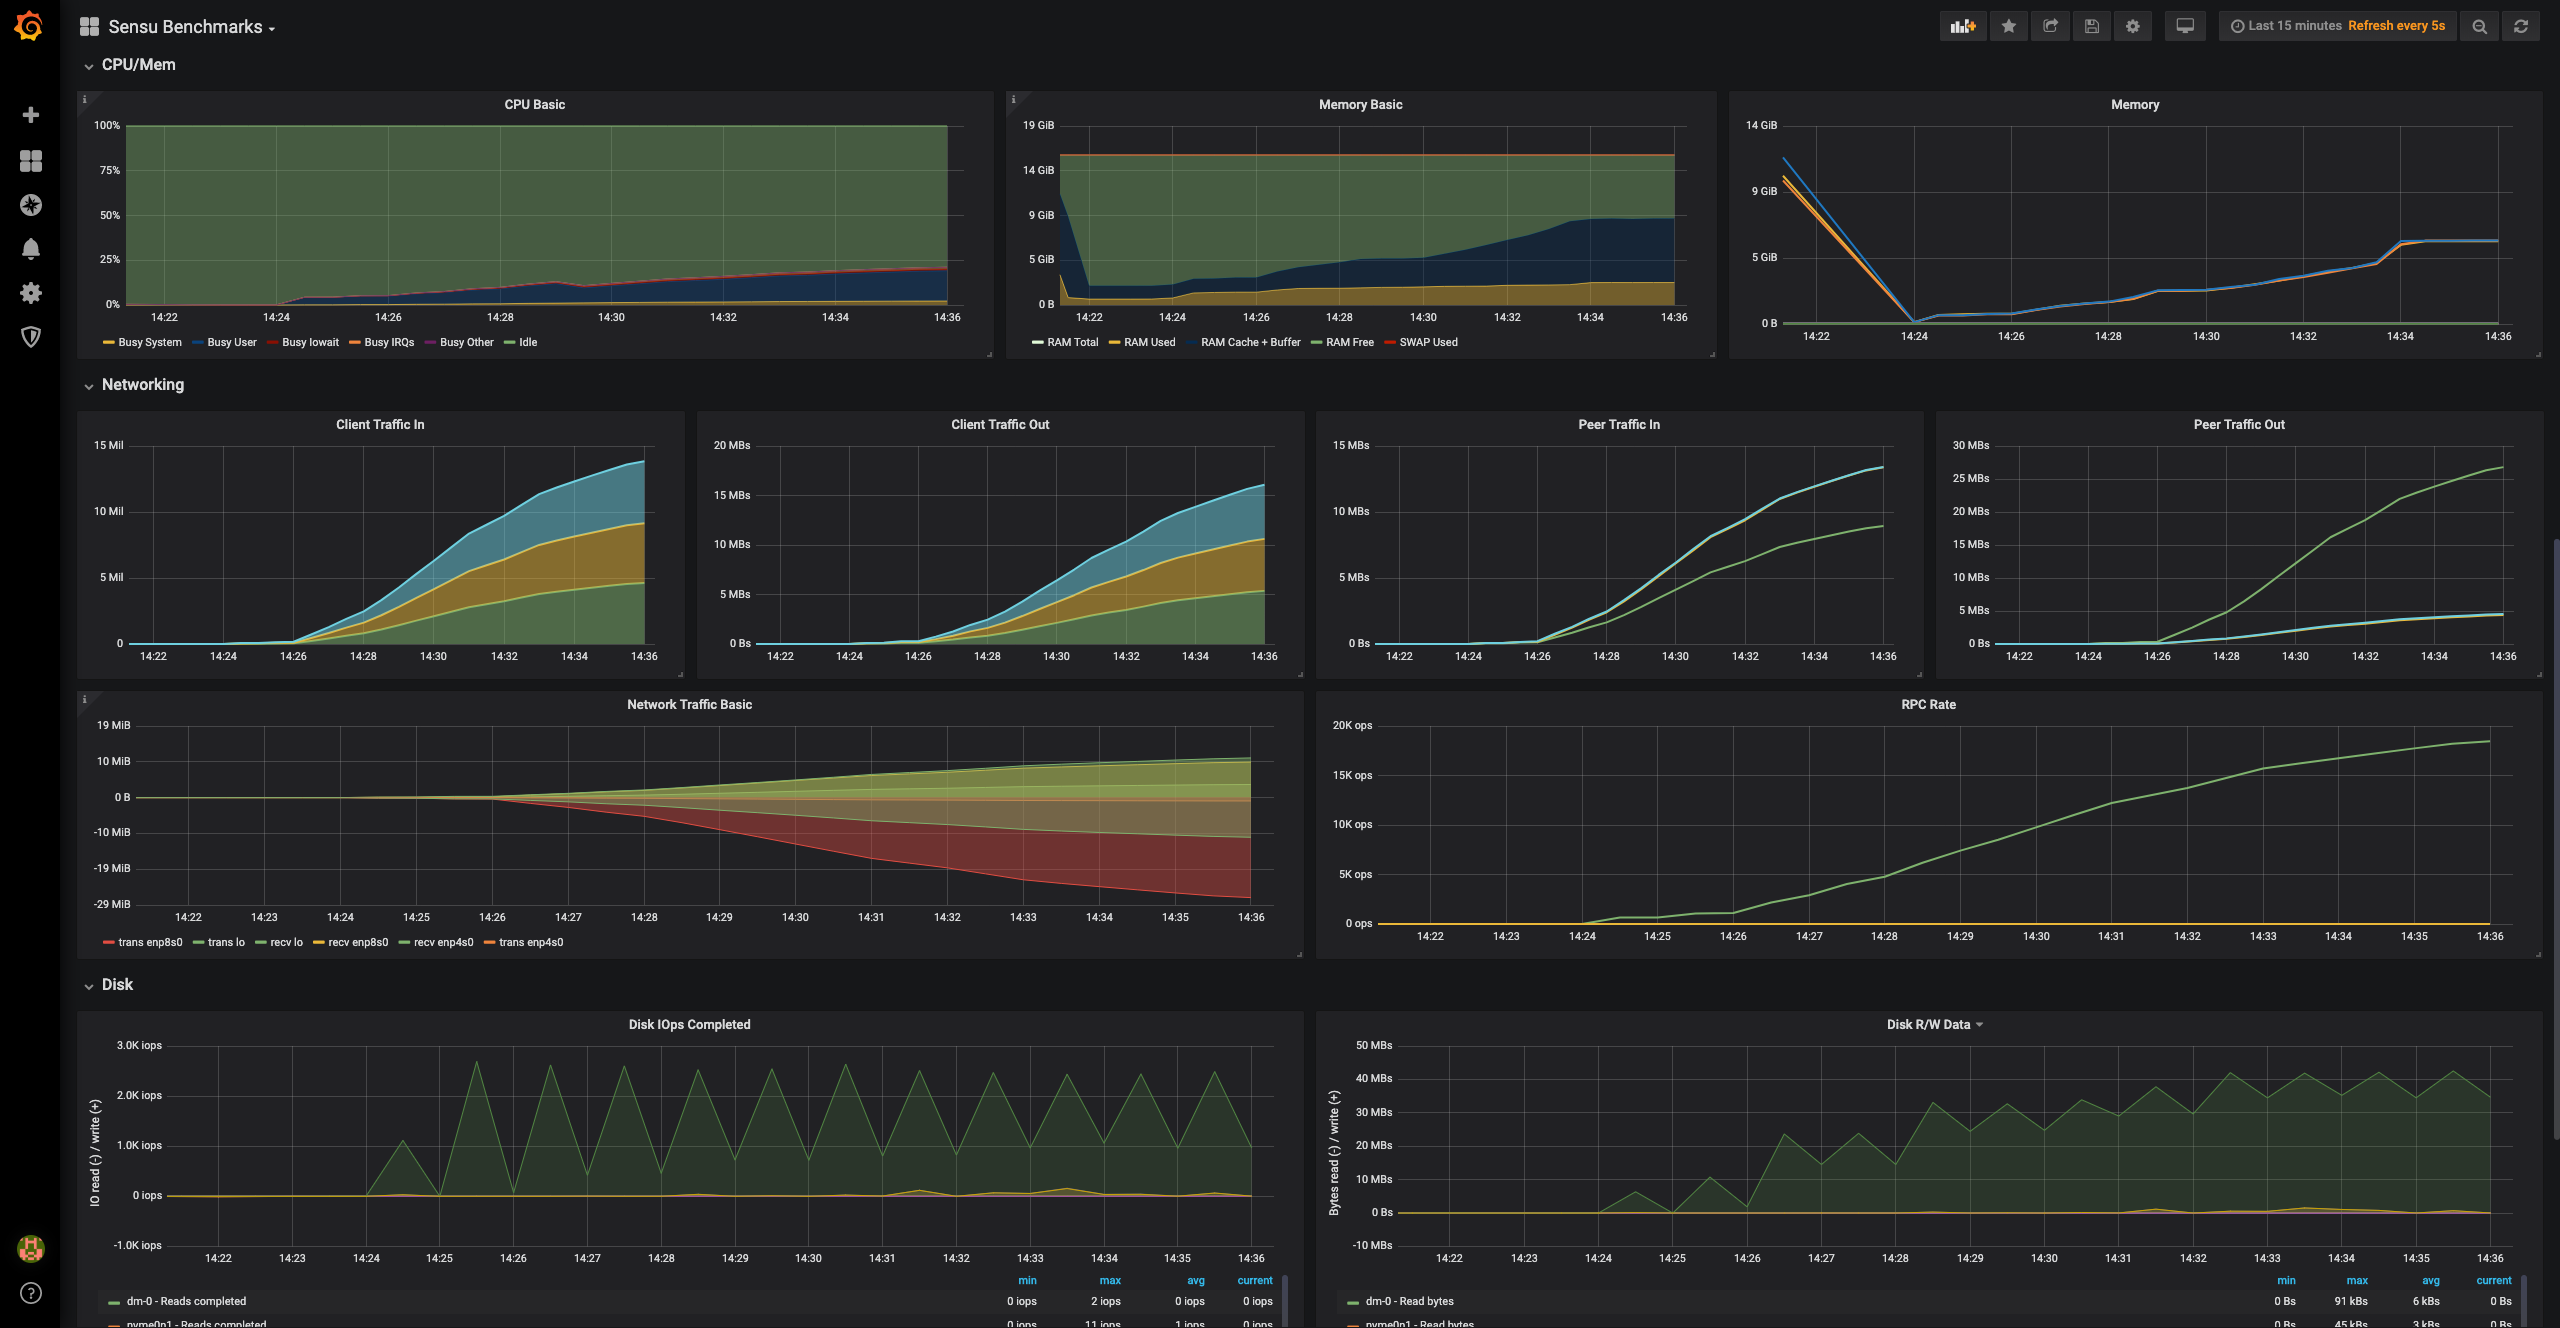 Sensu Benchmarks
Last 15 minutes Refresh every 5s
CPU/Mem
CPU Basic
100%
75%
50%
25%
0%
14:22 14:24 14:26 14:28 14:30 14:32 14:34 14:36
Busy System Busy User Busy Iowait Busy IRQs Busy Other Idle
Memory Basic
19 GiB
14 GiB
9 GiB
5 GiB
0 B
14:22 14:24 14:26 14:28 14:30 14:32 14:34 14:36
RAM Total RAM Used RAM Cache + Buffer RAM Free SWAP Used
Memory
14 GiB
9 GiB
5 GiB
0 B
14:22 14:24 14:26 14:28 14:30 14:32 14:34 14:36
Networking
Client Traffic In
15 Mil
10 Mil
5 Mil
0
14:22 14:24 14:26 14:28 14:30 14:32 14:34 14:36
Client Traffic Out
20 MBs
15 MBs
10 MBs
5 MBs
0 Bs
14:22 14:24 14:26 14:28 14:30 14:32 14:34 14:36
Peer Traffic In
15 MBs
10 MBs
5 MBs
0 Bs
14:22 14:24 14:26 14:28 14:30 14:32 14:34 14:36
Peer Traffic Out
30 MBs
25 MBs
20 MBs
15 MBs
10 MBs
5 MBs
0 Bs
14:22 14:24 14:26 14:28 14:30 14:32 14:34 14:36
Network Traffic Basic
19 MiB
10 MiB
0 B
-10 MiB
-19 MiB
-29 MiB
14:22 14:23 14:24 14:25 14:26 14:27 14:28 14:29 14:30 14:31 14:32 14:33 14:34 14:35 14:36
trans enp8s0 trans lo recv lo recv enp8s0 recv enp4s0 trans enp4s0
RPC Rate
20K ops
15K ops
10K ops
5K ops
0 ops
14:22 14:23 14:24 14:25 14:26 14:27 14:28 14:29 14:30 14:31 14:32 14:33 14:34 14:35 14:36
Disk
Disk IOps Completed
IO read (-) / write (+)
3.0K iops
2.0K iops
1.0K iops
0 iops
-1.0K iops
14:22 14:23 14:24 14:25 14:26 14:27 14:28 14:29 14:30 14:31 14:32 14:33 14:34 14:35 14:36
min max avg current
dm-0 - Reads completed 0 iops 2 iops 0 iops 0 iops
nvme0n1 - Reads completed 0 iops 11 iops 1 iops 0 iops
Disk R/W Data
Bytes read (-) / write (+)
50 MBs
40 MBs
30 MBs
20 MBs
10 MBs
0 Bs
-10 MBs
14:22 14:23 14:24 14:25 14:26 14:27 14:28 14:29 14:30 14:31 14:32 14:33 14:34 14:35 14:36
min max avg current
dm-0 - Read bytes 0 Bs 91 kBs 6 kBs 0 Bs
nvme0n1 - Read bytes 0 Bs 45 kBs 3 kBs 0 Bs